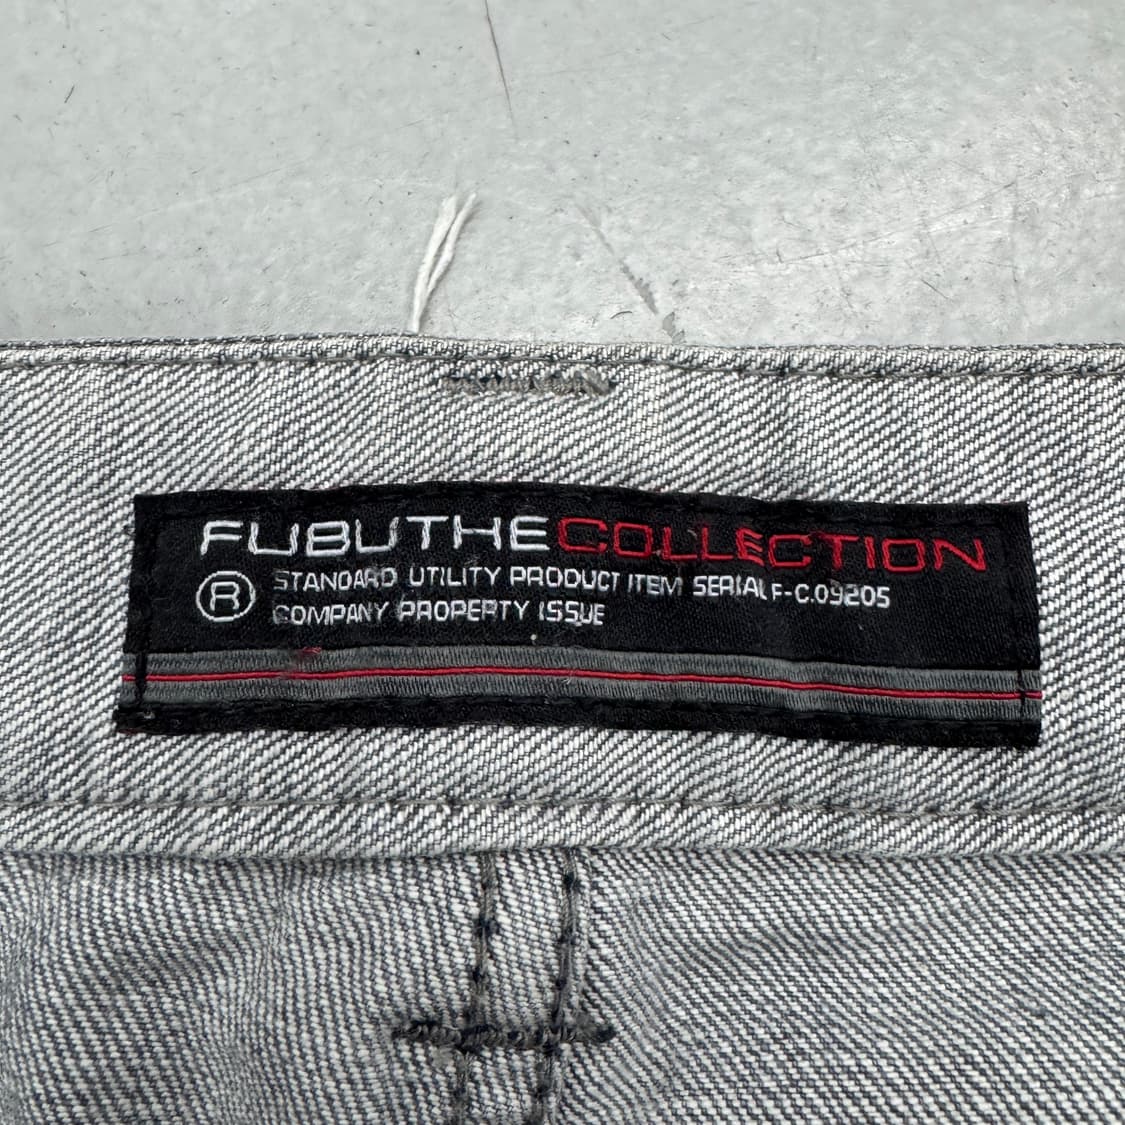 FUBUTHECOLLECTION
® STANDARD UTILITY PRODUCT ITEM SERIAL F-C.09205
COMPANY PROPERTY ISSUE